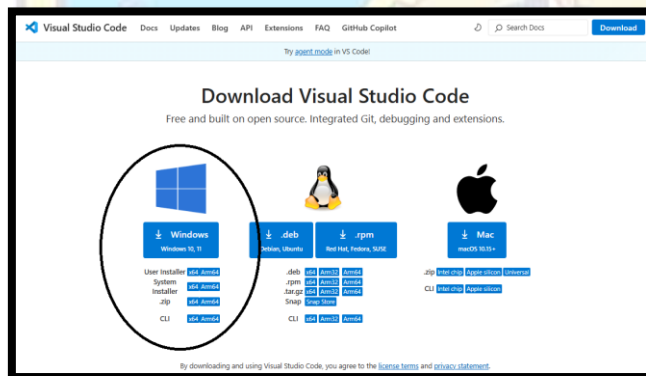 Visual Studio Code Docs Updates Blog API Extensions FAQ GitHub Copilot Search Docs Download
Try agent mode in VS Code!
Download Visual Studio Code
Free and built on open source. Integrated Git, debugging and extensions.
Windows
Windows 10, 11
User Installer x64 Arm64
System Installer x64 Arm64
.zip x64 Arm64
CLI x64 Arm64
.deb
Debian, Ubuntu
.rpm
Red Hat, Fedora, SUSE
.deb x64 Arm32 Arm64
.rpm x64 Arm32 Arm64
.tar.gz x64 Arm32 Arm64
Snap Snap Store
CLI x64 Arm32 Arm64
Mac
macOS 10.15+
.zip Intel chip Apple silicon Universal
CLI Intel chip Apple silicon
By downloading and using Visual Studio Code, you agree to the license terms and privacy statement.